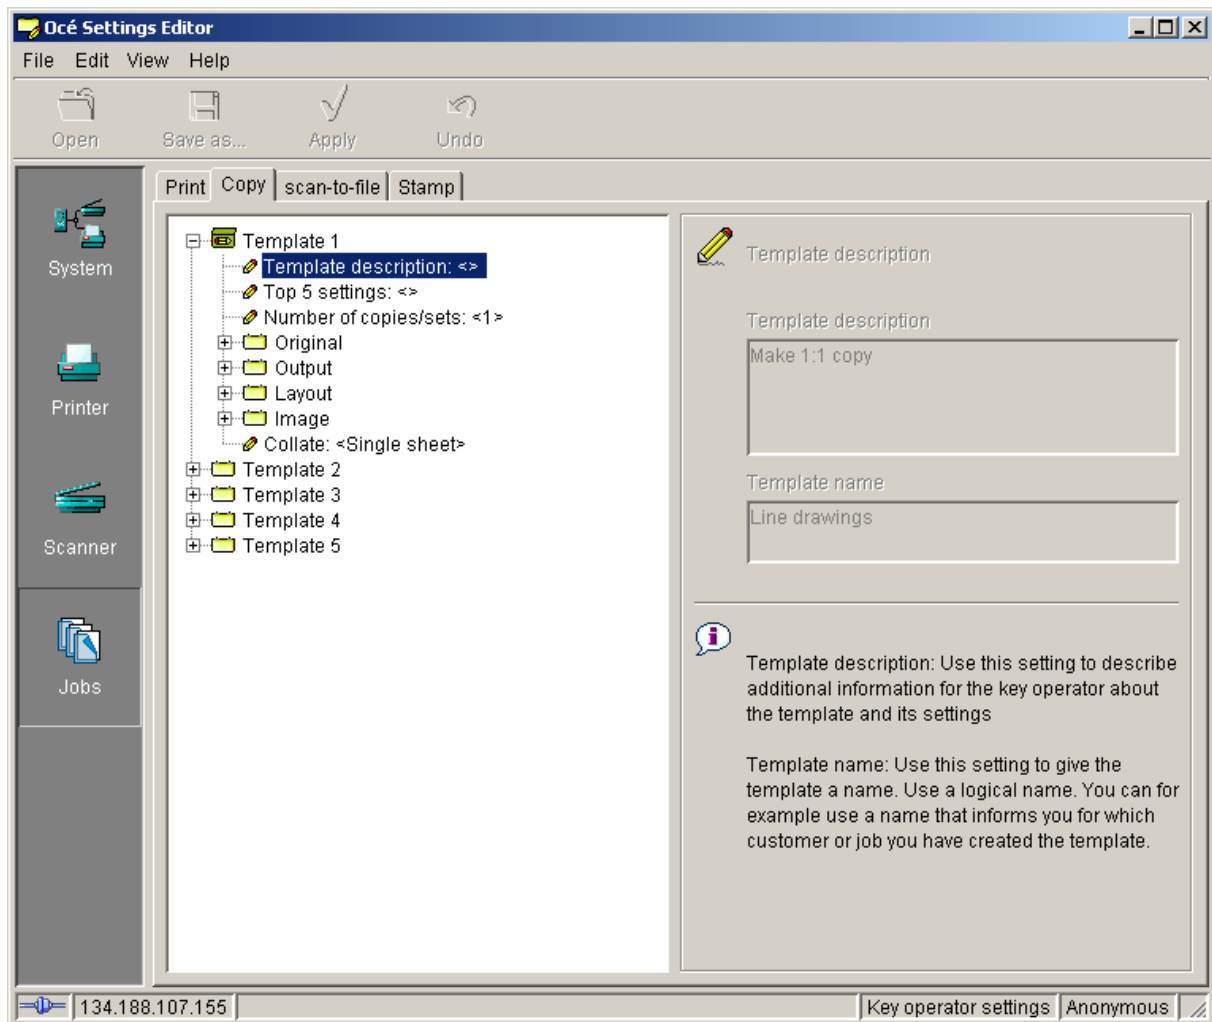 Océ Settings Editor
File Edit View Help
Open Save as... Apply Undo
System
Printer
Scanner
Jobs
Print Copy scan-to-file Stamp
Template 1
Template description: <>
Top 5 settings: <>
Number of copies/sets: <1>
Original
Output
Layout
Image
Collate: <Single sheet>
Template 2
Template 3
Template 4
Template 5
Template description
Template description
Make 1:1 copy
Template name
Line drawings
Template description: Use this setting to describe
additional information for the key operator about
the template and its settings
Template name: Use this setting to give the
template a name. Use a logical name. You can for
example use a name that informs you for which
customer or job you have created the template.
134.188.107.155 Key operator settings Anonymous